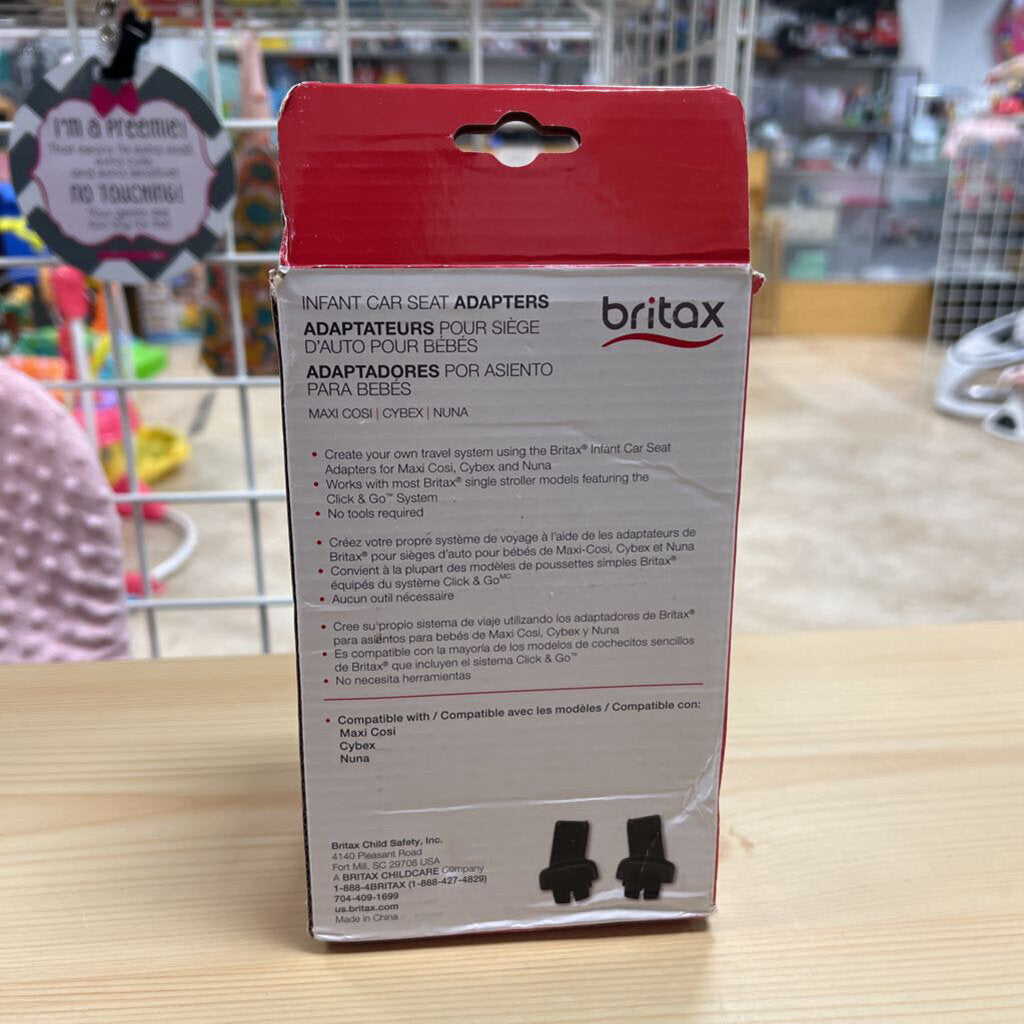 I'm a Preemie!
NO TOUCHING!
INFANT CAR SEAT ADAPTERS
britax
ADAPTATEURS POUR SIÈGE
D'AUTO POUR BÉBÉS
ADAPTADORES POR ASIENTO
PARA BEBÉS
MAXI COSI | CYBEX | NUNA
• Create your own travel system using the Britax® Infant Car Seat
Adapters for Maxi Cosi, Cybex and Nuna
• Works with most Britax® single stroller models featuring the
Click & Go™ System
• No tools required
• Créez votre propre système de voyage à l'aide de les adaptateurs de
Britax® pour sièges d'auto pour bébés de Maxi-Cosi, Cybex et Nuna
• Convient à la plupart des modèles de poussettes simples Britax®
équipés du système Click & Go MC
• Aucun outil nécessaire
• Cree su propio sistema de viaje utilizando los adaptadores de Britax®
para asientos para bebés de Maxi Cosi, Cybex y Nuna
• Es compatible con la mayoría de los modelos de cochecitos sencillos
de Britax® que incluyen el sistema Click & Go™
• No necesita herramientas
• Compatible with / Compatible avec les modèles / Compatible con:
Maxi Cosi
Cybex
Nuna
Britax Child Safety, Inc.
4140 Pleasant Road
Fort Mill, SC 29708 USA
A BRITAX CHILDCARE Company
1-888-4BRITAX (1-888-427-4829)
704-409-1699
us.britax.com
Made in China